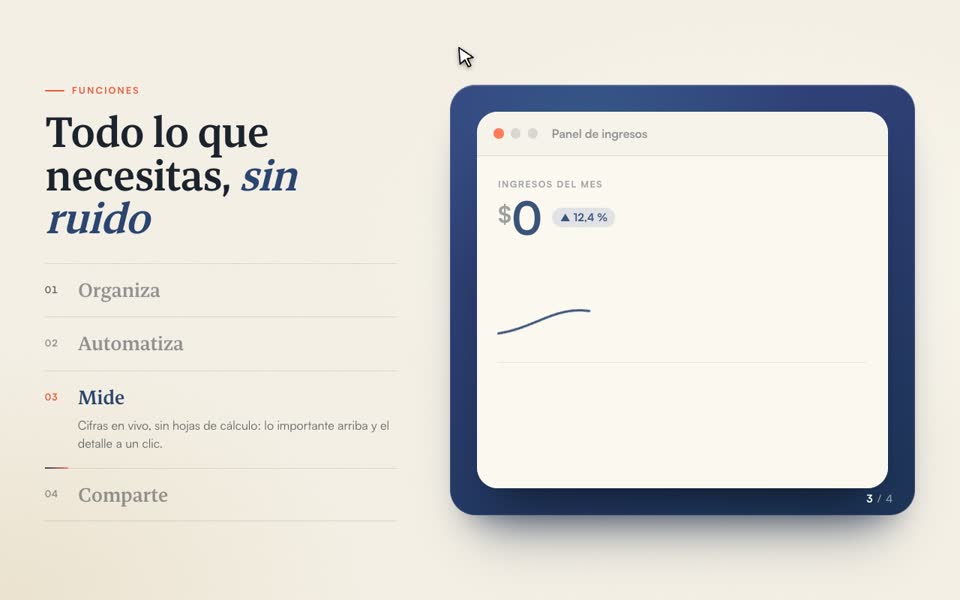 FUNCIONES
Todo lo que
necesitas, sin
ruido
01 Organiza
02 Automatiza
03 Mide
Cifras en vivo, sin hojas de cálculo: lo importante arriba y el
detalle a un clic.
04 Comparte
Panel de ingresos
INGRESOS DEL MES
$0 ▲ 12,4 %
3 / 4